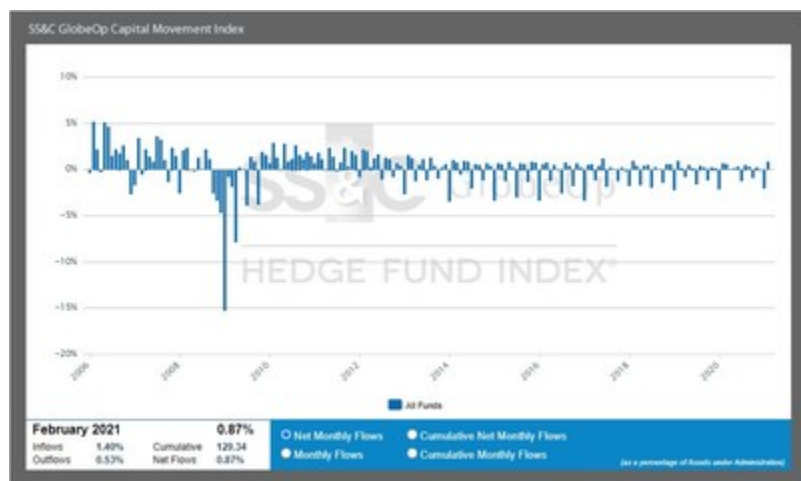 SS&C GlobeOp Capital Movement Index
10%
5%
0%
-5%
-10%
-15%
-20%
SS&C GlobeOp
HEDGE FUND INDEX®
2006 2008 2010 2012 2014 2016 2018 2020
All Funds
February 2021 0.87%
Inflows 1.40% Cumulative 129.34
Outflows 0.53% Net Flows 0.87%
Net Monthly Flows Cumulative Net Monthly Flows
Monthly Flows Cumulative Monthly Flows
(as a percentage of Assets under Administration)